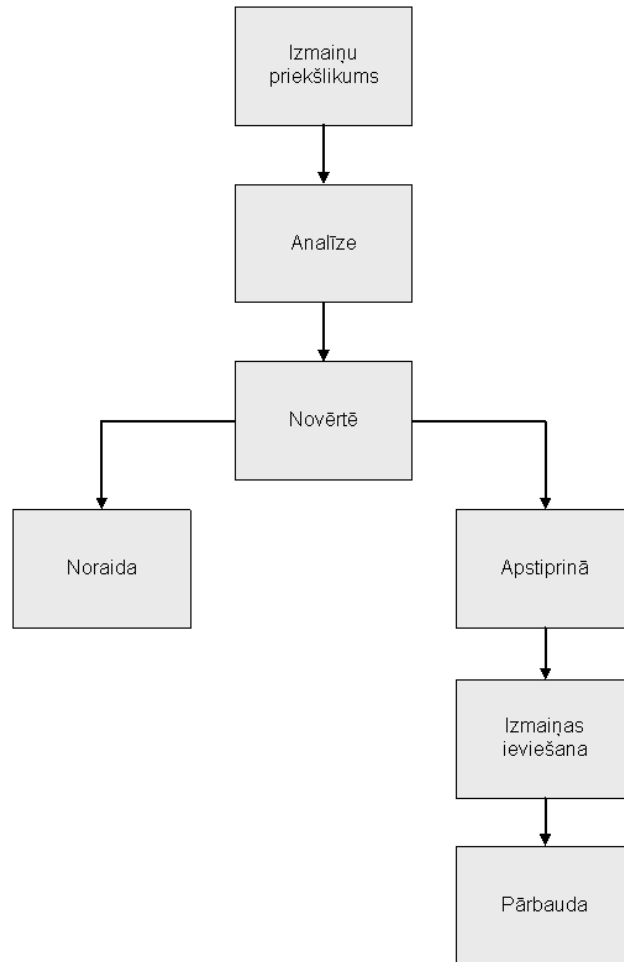 Izmaiņu
priekšlikums
Analīze
Novērtē
Noraida
Apstiprinā
Izmaiņas
ieviešana
Pārbauda